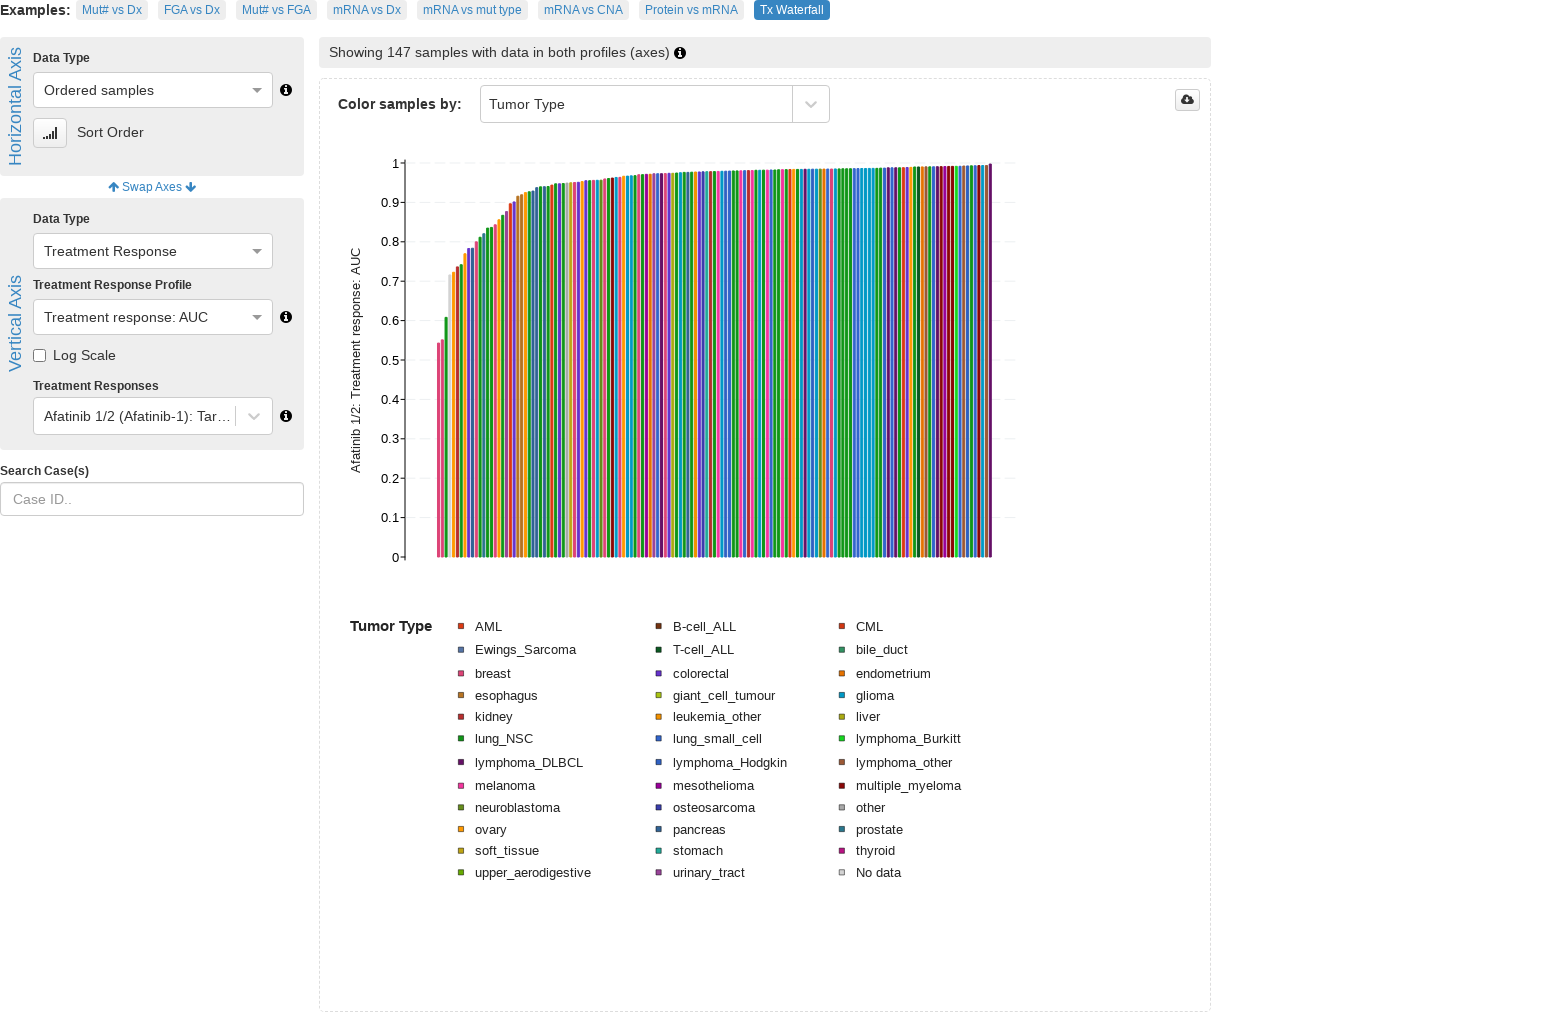 Examples: Mut# vs Dx FGA vs Dx Mut# vs FGA mRNA vs Dx mRNA vs mut type mRNA vs CNA Protein vs mRNA Tx Waterfall
Horizontal Axis
Data Type
Ordered samples
Sort Order
Swap Axes
Vertical Axis
Data Type
Treatment Response
Treatment Response Profile
Treatment response: AUC
Log Scale
Treatment Responses
Afatinib 1/2 (Afatinib-1): Tar…
Search Case(s)
Case ID..
Showing 147 samples with data in both profiles (axes)
Color samples by: Tumor Type
Afatinib 1/2: Treatment response: AUC
1
0.9
0.8
0.7
0.6
0.5
0.4
0.3
0.2
0.1
0
Tumor Type AML B-cell_ALL CML
Ewings_Sarcoma T-cell_ALL bile_duct
breast colorectal endometrium
esophagus giant_cell_tumour glioma
kidney leukemia_other liver
lung_NSC lung_small_cell lymphoma_Burkitt
lymphoma_DLBCL lymphoma_Hodgkin lymphoma_other
melanoma mesothelioma multiple_myeloma
neuroblastoma osteosarcoma other
ovary pancreas prostate
soft_tissue stomach thyroid
upper_aerodigestive urinary_tract No data